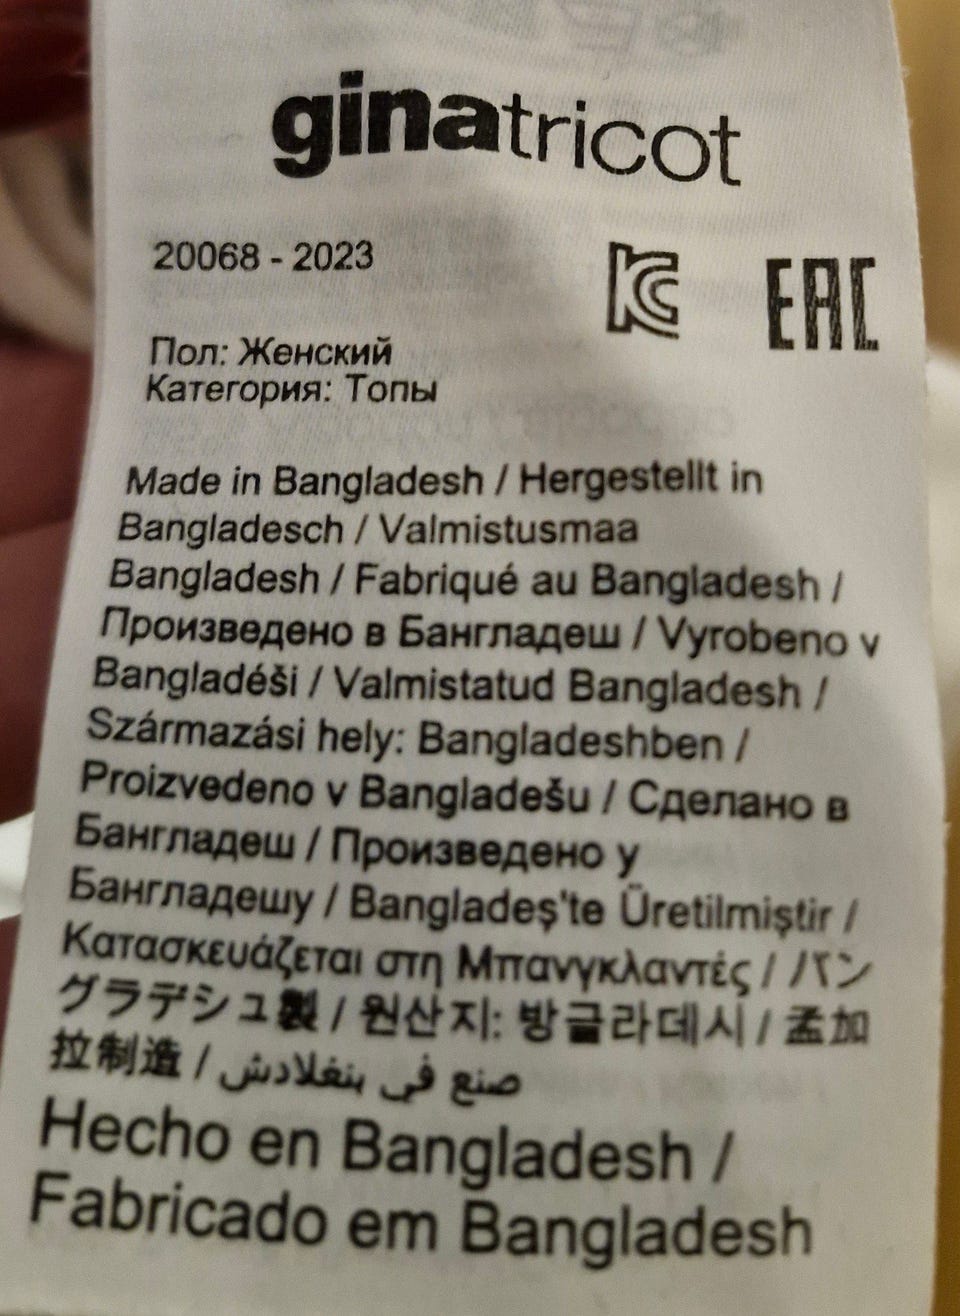 ginatricot
20068 - 2023
KC EAC
Пол: Женский
Категория: Топы
Made in Bangladesh / Hergestellt in
Bangladesch / Valmistusmaa
Bangladesh / Fabriqué au Bangladesh /
Произведено в Бангладеш / Vyrobeno v
Bangladéši / Valmistatud Bangladesh /
Származási hely: Bangladeshben /
Proizvedeno v Bangladešu / Сделано в
Бангладеш / Произведено у
Бангладешу / Bangladeş'te Üretilmiştir /
Κατασκευάζεται στη Μπανγκλαντές / バン
グラデシュ製 / 원산지: 방글라데시 / 孟加
拉制造 / صنع في بنغلادش
Hecho en Bangladesh /
Fabricado em Bangladesh